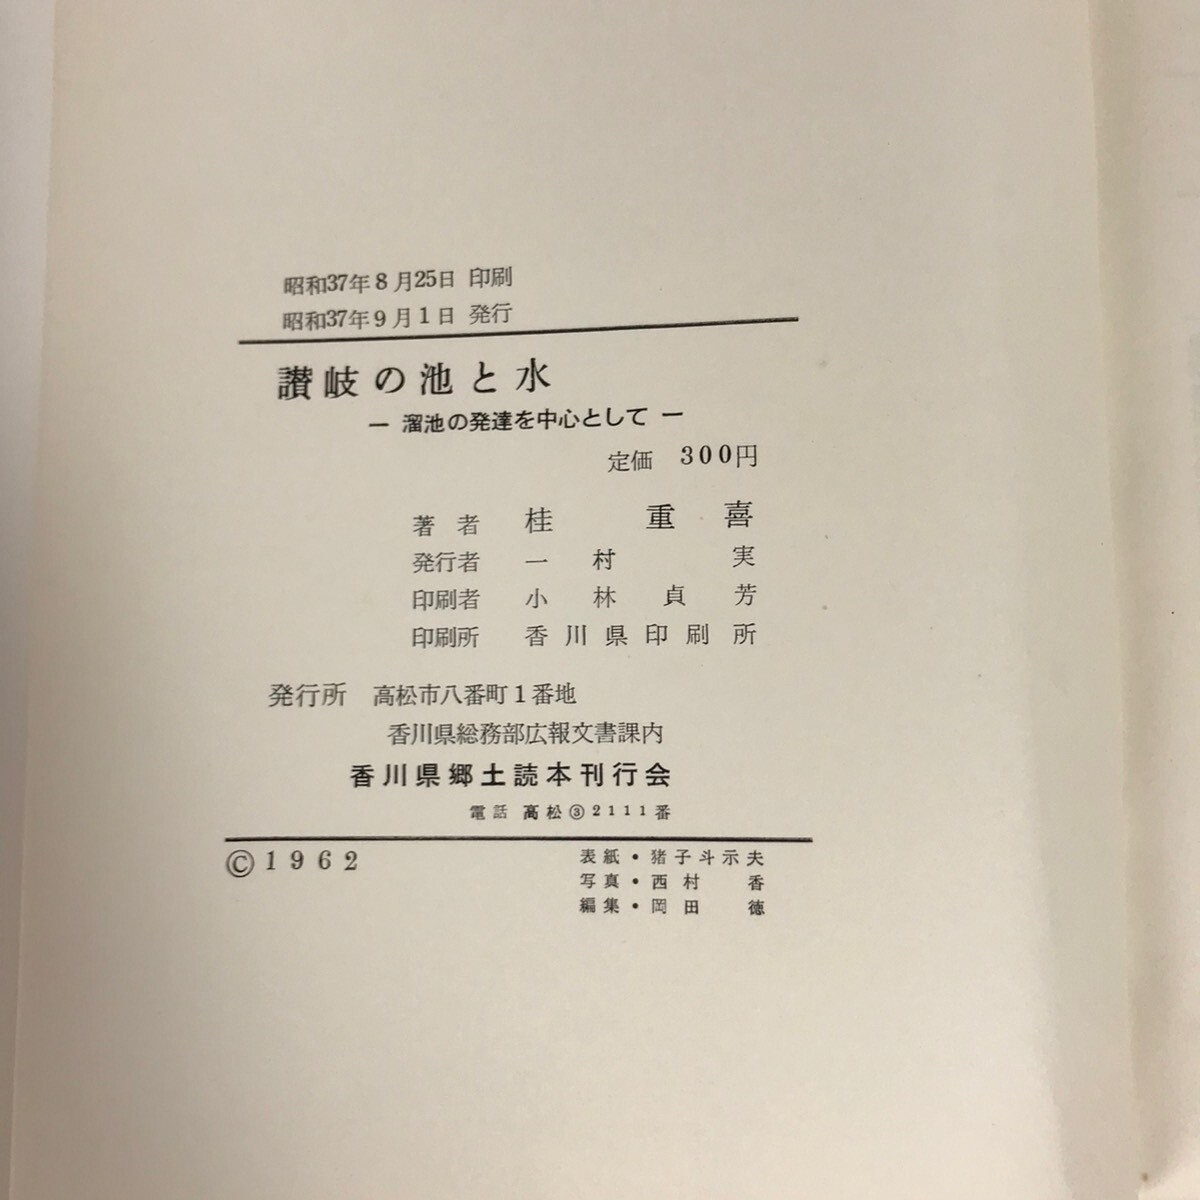 昭和37年8月25日 印刷
昭和37年9月1日 発行
讃岐の池と水
― 溜池の発達を中心として ―
定価 300円
著者 桂重喜
発行者 一村実
印刷者 小林貞芳
印刷所 香川県印刷所
発行所 高松市八番町1番地
香川県総務部広報文書課内
香川県郷土読本刊行会
電話 高松③2111番
©1962
表紙・猪子斗示夫
写真・西村香
編集・岡田徳